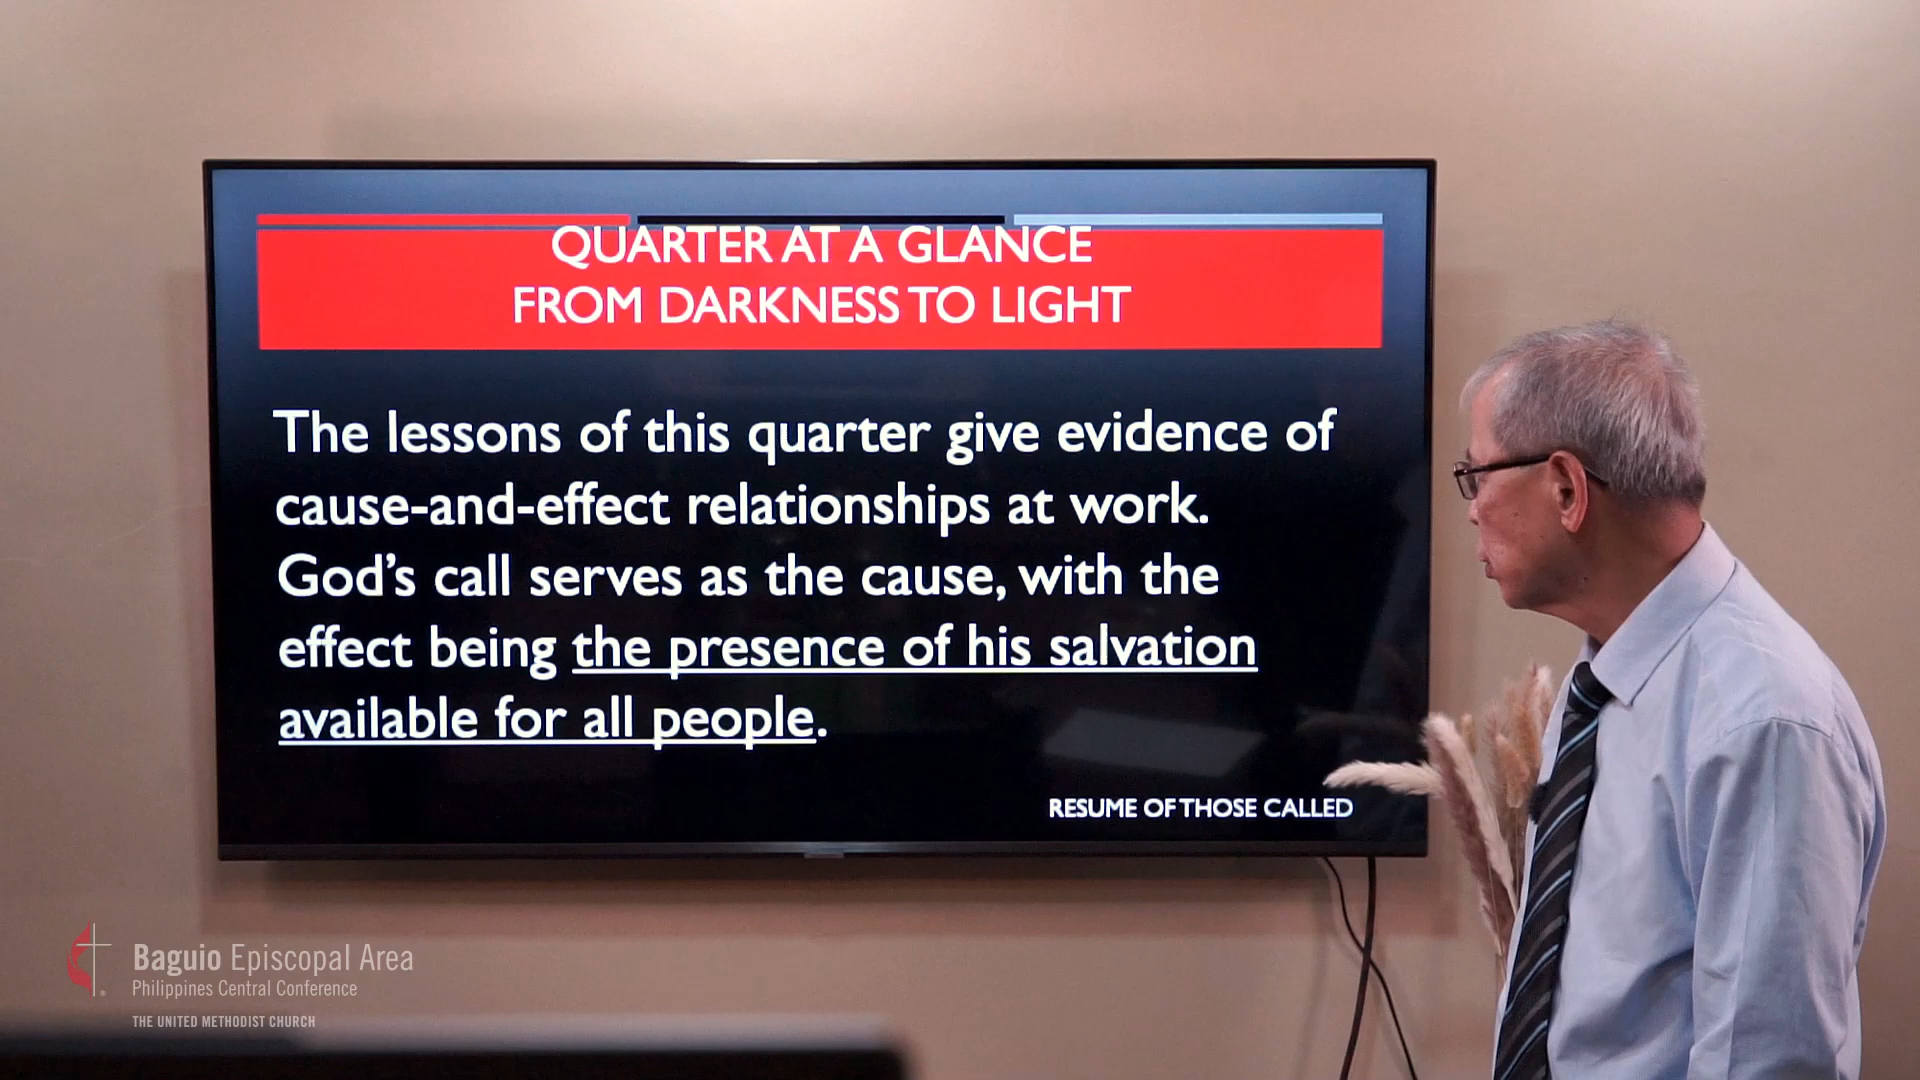 QUARTER AT A GLANCE
FROM DARKNESS TO LIGHT
The lessons of this quarter give evidence of
cause-and-effect relationships at work.
God’s call serves as the cause, with the
effect being the presence of his salvation
available for all people.
RESUME OF THOSE CALLED
Baguio Episcopal Area
Philippines Central Conference
THE UNITED METHODIST CHURCH